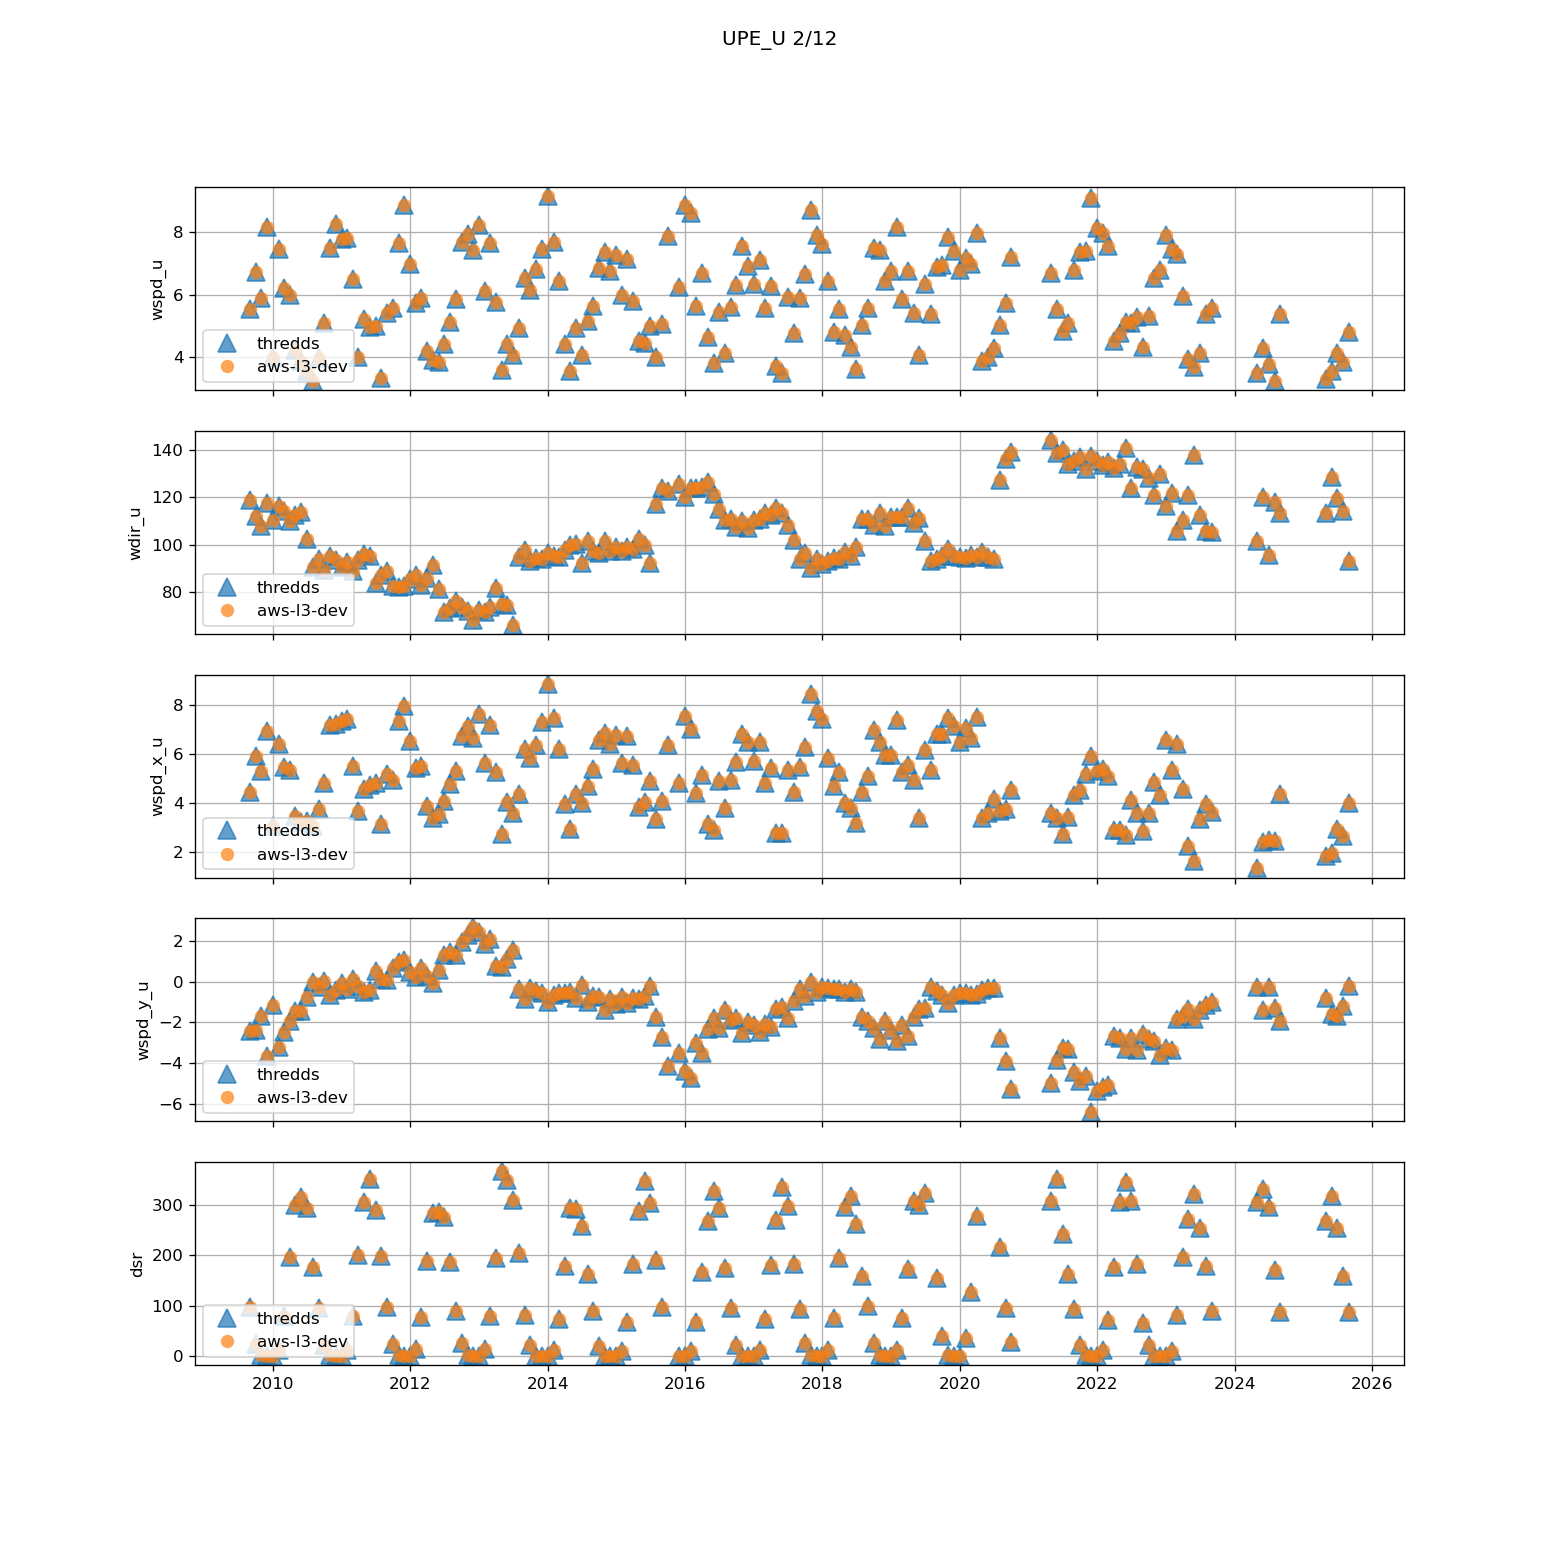 UPE_U 2/12
wspd_u
8
6
4
thredds
aws-l3-dev
wdir_u
140
120
100
80
thredds
aws-l3-dev
wspd_x_u
8
6
4
2
thredds
aws-l3-dev
wspd_y_u
2
0
−2
−4
−6
thredds
aws-l3-dev
dsr
300
200
100
0
thredds
aws-l3-dev
2010 2012 2014 2016 2018 2020 2022 2024 2026